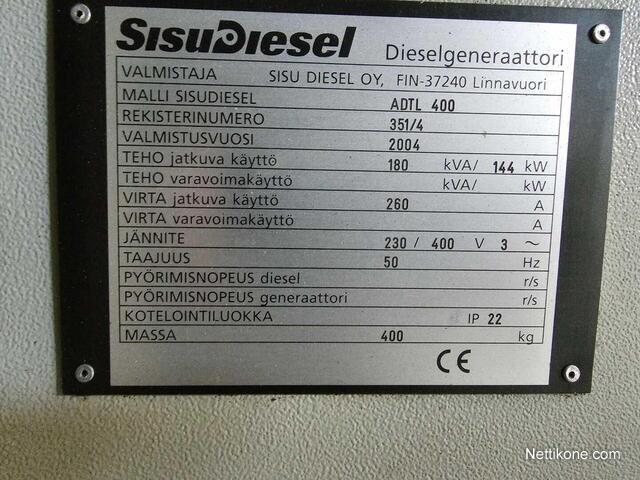 SISUDIESEL Dieselgeneraattori
VALMISTAJA SISU DIESEL OY, FIN-37240 Linnavuori
MALLI SISUDIESEL ADTL 400
REKISTERINUMERO 351/4
VALMISTUSVUOSI 2004
TEHO jatkuva käyttö 180 kVA/ 144 kW
TEHO varavoimakäyttö kVA/ kW
VIRTA jatkuva käyttö 260 A
VIRTA varavoimakäyttö A
JÄNNITE 230 / 400 V 3 ~
TAAJUUS 50 Hz
PYÖRIMISNOPEUS diesel r/s
PYÖRIMISNOPEUS generaattori r/s
KOTELOINTILUOKKA IP 22
MASSA 400 kg
CE
Nettikone.com